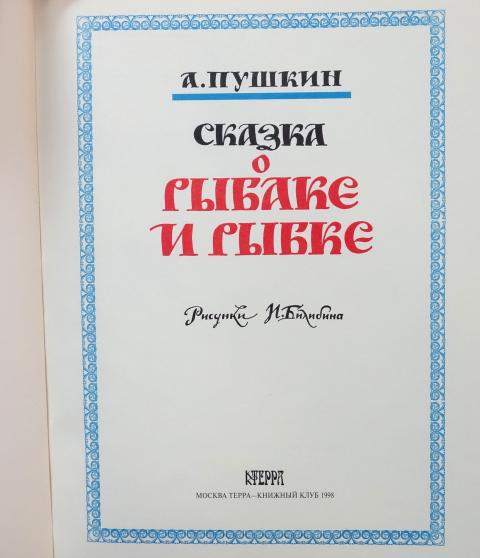 А.ПУШКИН
СКАЗКА
О
РЫБАКЕ
И РЫБКЕ
Рисунки И.Билибина
ТЕРРА
МОСКВА ТЕРРА—КНИЖНЫЙ КЛУБ 1998